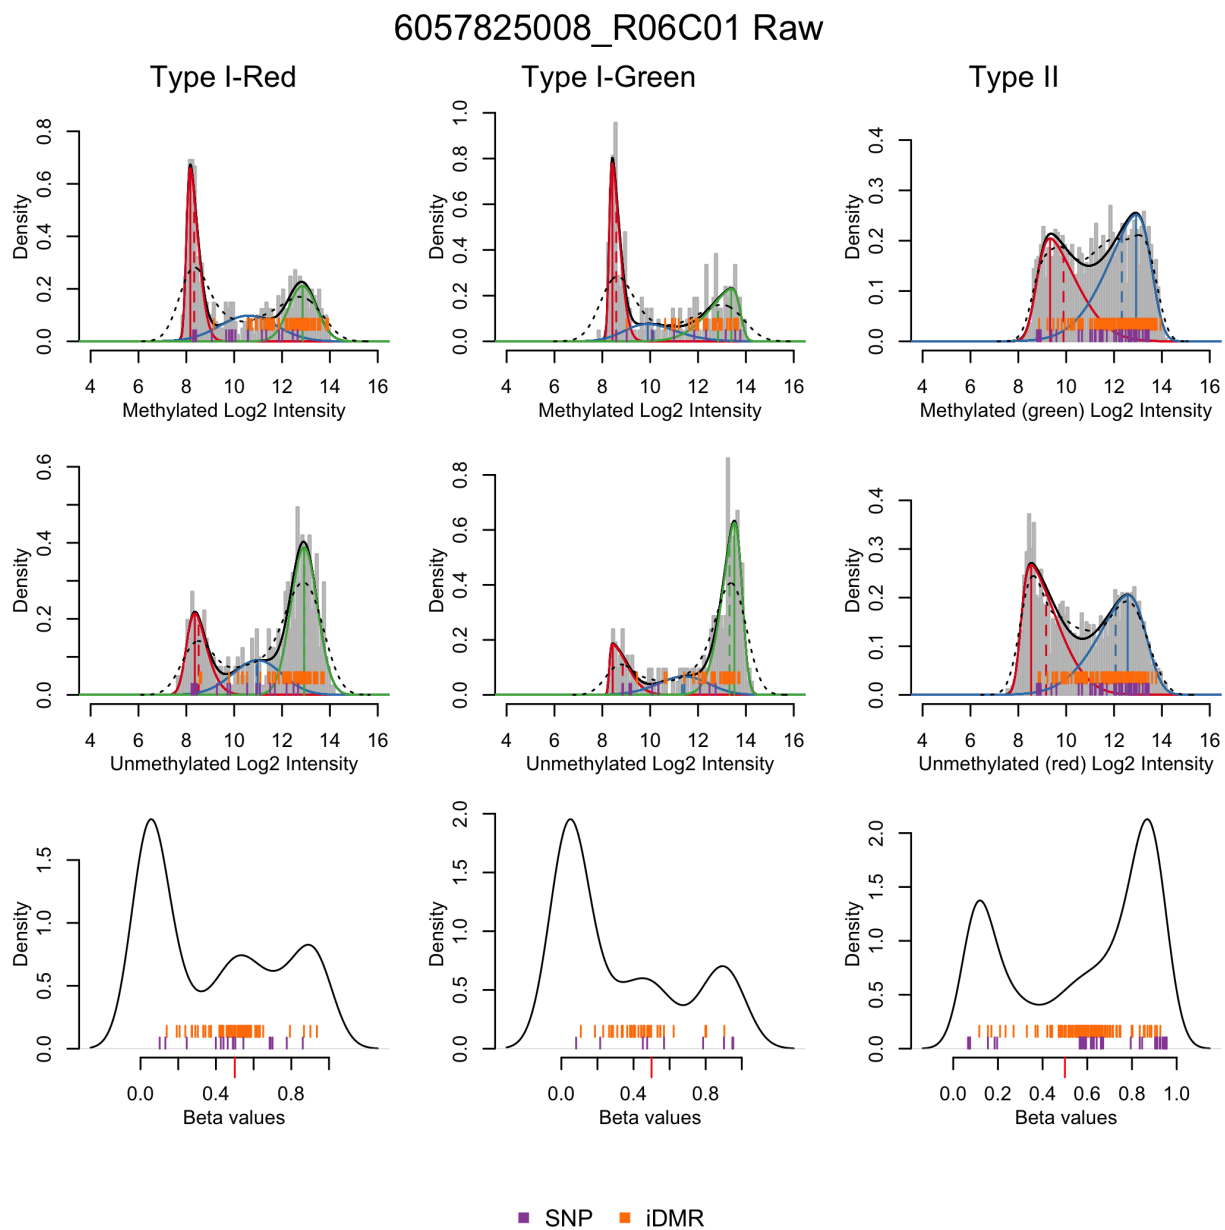 6057825008_R06C01 Raw
Type I-Red
Type I-Green
Type II
Density
0.0 0.2 0.4 0.6 0.8
4 6 8 10 12 14 16
Methylated Log2 Intensity
Density
0.0 0.2 0.4 0.6 0.8 1.0
4 6 8 10 12 14 16
Methylated Log2 Intensity
Density
0.0 0.1 0.2 0.3 0.4
4 6 8 10 12 14 16
Methylated (green) Log2 Intensity
Density
0.0 0.2 0.4 0.6
4 6 8 10 12 14 16
Unmethylated Log2 Intensity
Density
0.0 0.2 0.4 0.6 0.8
4 6 8 10 12 14 16
Unmethylated Log2 Intensity
Density
0.0 0.1 0.2 0.3 0.4
4 6 8 10 12 14 16
Unmethylated (red) Log2 Intensity
Density
0.0 0.5 1.0 1.5
0.0 0.4 0.8
Beta values
Density
0.0 0.5 1.0 1.5 2.0
0.0 0.4 0.8
Beta values
Density
0.0 0.5 1.0 1.5 2.0
0.0 0.2 0.4 0.6 0.8 1.0
Beta values
SNP iDMR